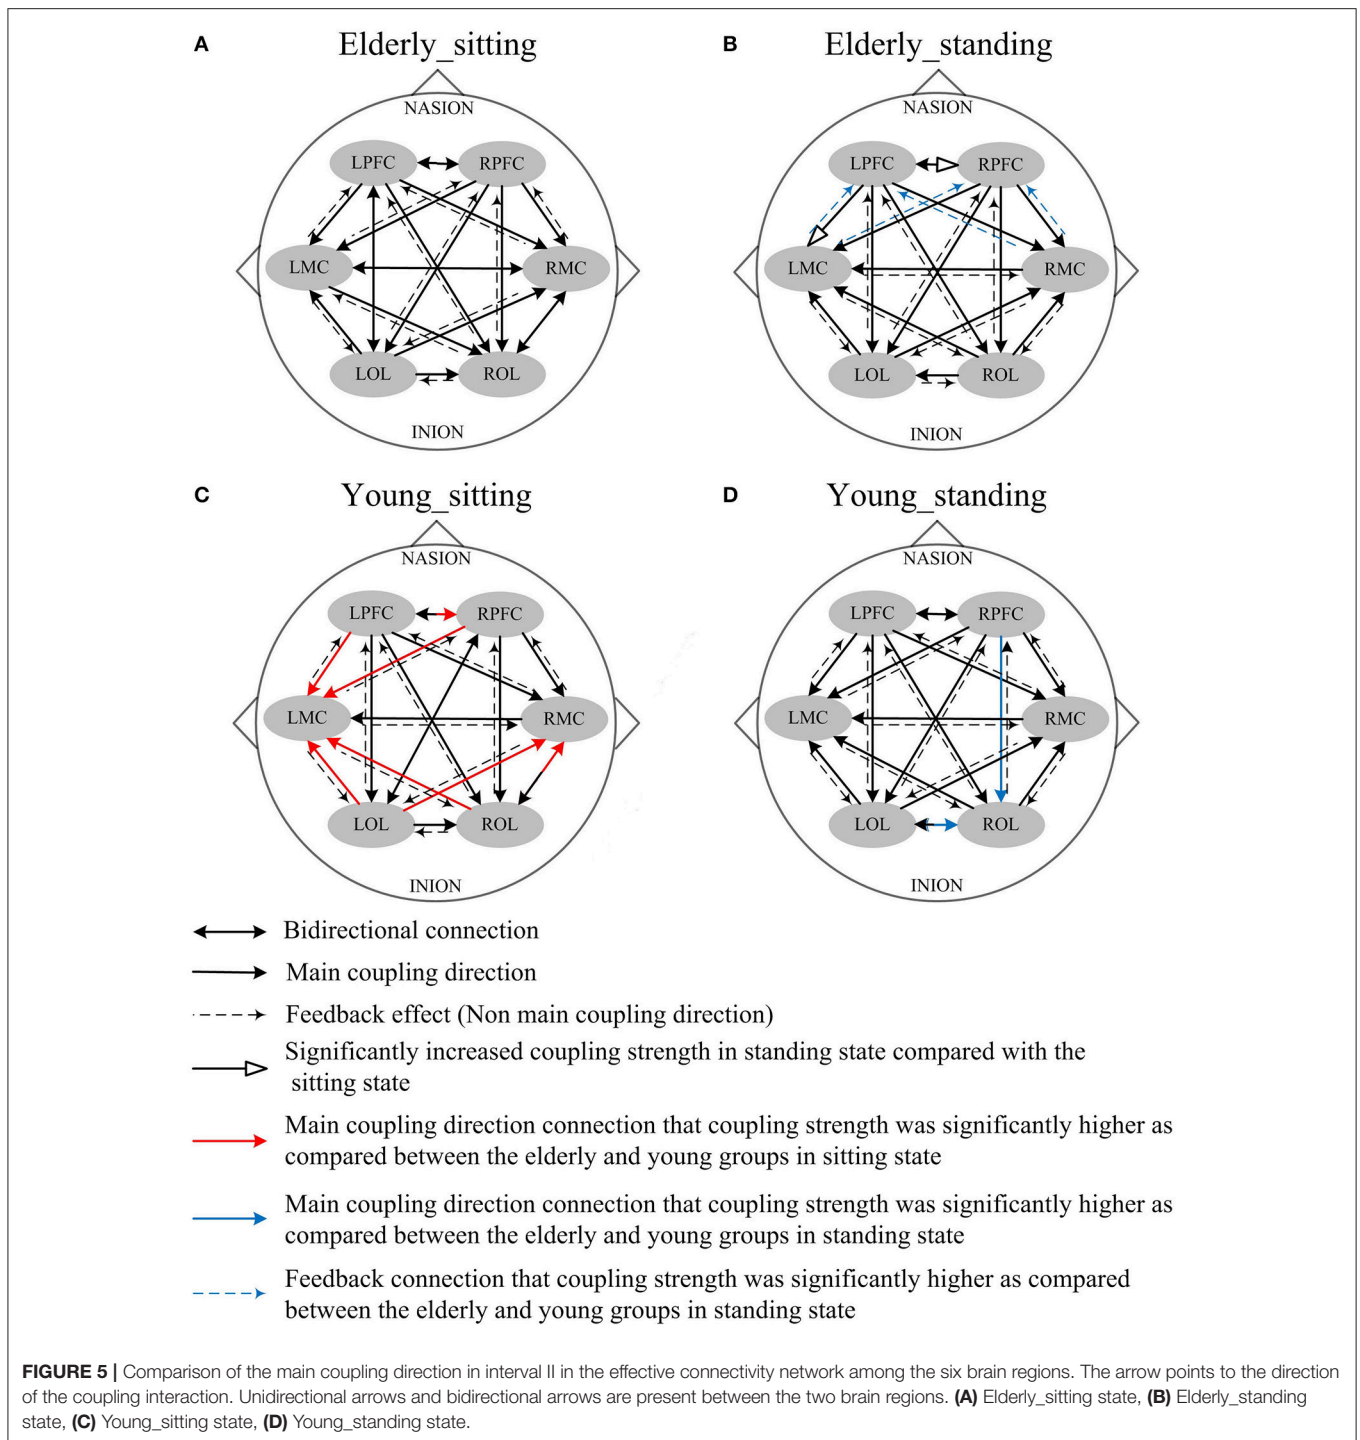 A
Elderly_sitting
NASION
LPFC
RPFC
LMC
RMC
LOL
ROL
INION
B
Elderly_standing
NASION
LPFC
RPFC
LMC
RMC
LOL
ROL
INION
C
Young_sitting
NASION
LPFC
RPFC
LMC
RMC
LOL
ROL
INION
D
Young_standing
NASION
LPFC
RPFC
LMC
RMC
LOL
ROL
INION
Bidirectional connection
Main coupling direction
Feedback effect (Non main coupling direction)
Significantly increased coupling strength in standing state compared with the
sitting state
Main coupling direction connection that coupling strength was significantly higher as
compared between the elderly and young groups in sitting state
Main coupling direction connection that coupling strength was significantly higher as
compared between the elderly and young groups in standing state
Feedback connection that coupling strength was significantly higher as compared
between the elderly and young groups in standing state
FIGURE 5 | Comparison of the main coupling direction in interval II in the effective connectivity network among the six brain regions. The arrow points to the direction
of the coupling interaction. Unidirectional arrows and bidirectional arrows are present between the two brain regions. (A) Elderly_sitting state, (B) Elderly_standing
state, (C) Young_sitting state, (D) Young_standing state.